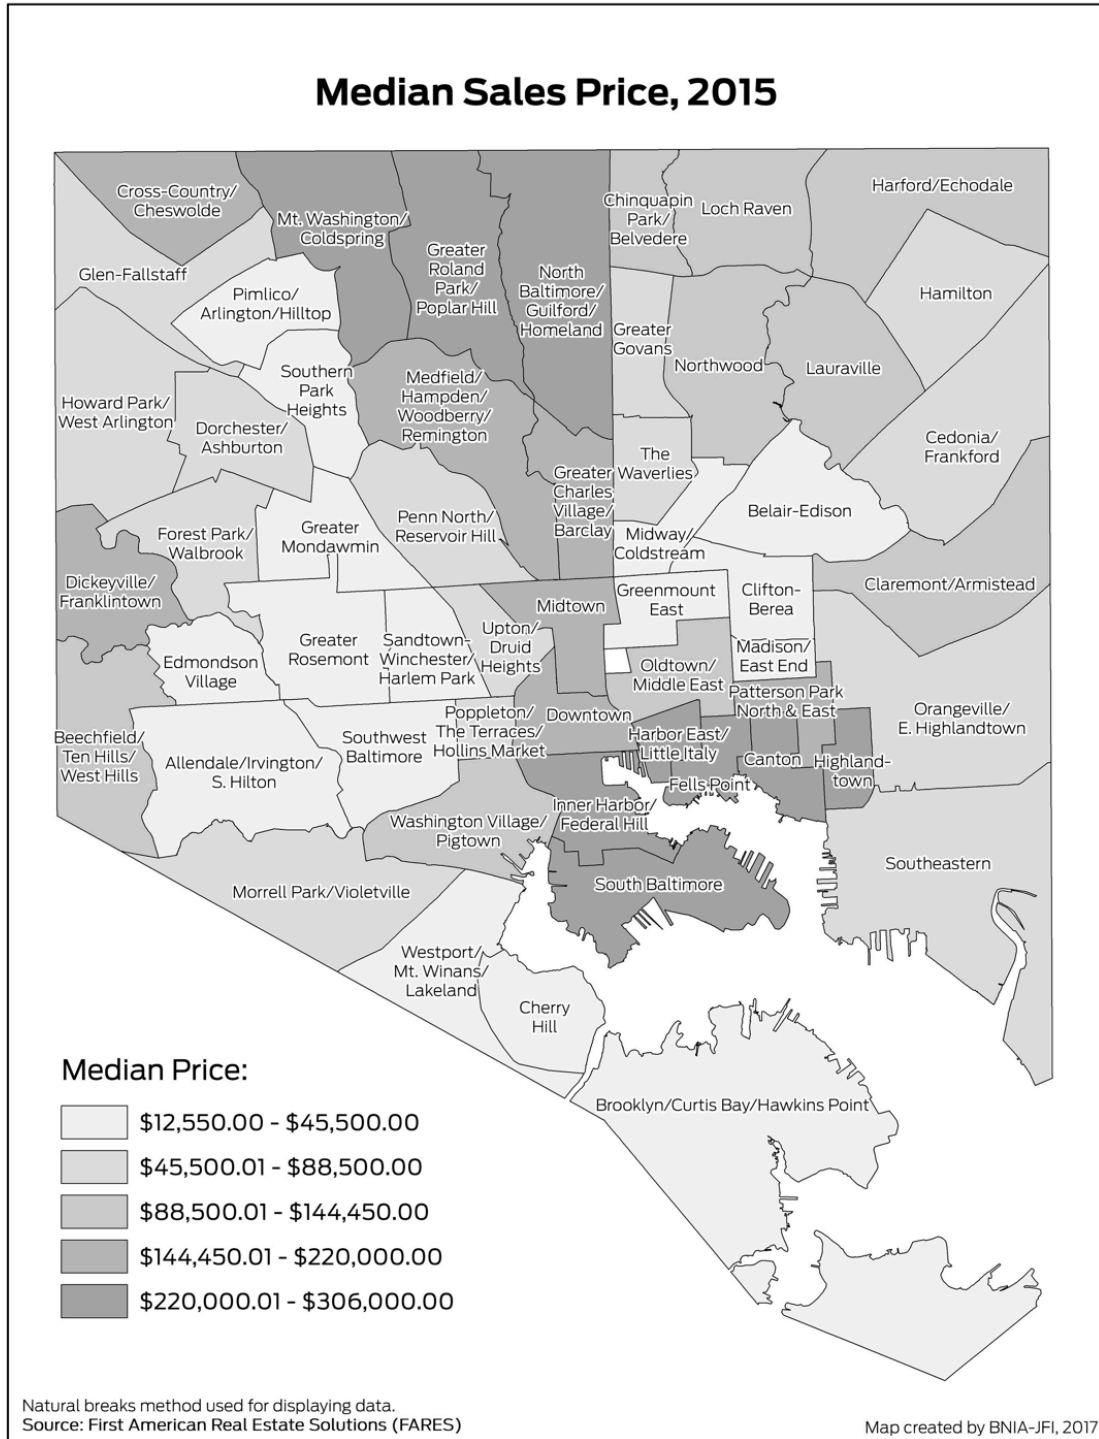 Median Sales Price, 2015
Cross-Country/
Cheswolde
Mt. Washington/
Coldspring
Greater
Roland
Park/
Poplar Hill
North
Baltimore/
Guilford/
Homeland
Chinquapin
Park/
Belvedere
Loch Raven
Harford/Echodale
Glen-Fallstaff
Pimlico/
Arlington/Hilltop
Hamilton
Greater
Govans
Northwood
Lauraville
Southern
Park
Heights
Medfield/
Hampden/
Woodberry/
Remington
Howard Park/
West Arlington
Dorchester/
Ashburton
Cedonia/
Frankford
The
Waverlies
Greater
Charles
Village/
Barclay
Belair-Edison
Penn North/
Reservoir Hill
Greater
Mondawmin
Forest Park/
Walbrook
Midway/
Coldstream
Dickeyville/
Franklintown
Claremont/Armistead
Greenmount
East
Clifton-
Berea
Midtown
Upton/
Druid
Heights
Sandtown-
Winchester/
Harlem Park
Greater
Rosemont
Edmondson
Village
Madison/
East End
Oldtown/
Middle East
Patterson Park
North & East
Orangeville/
E. Highlandtown
Downtown
Poppleton/
The Terraces/
Hollins Market
Harbor East/
Little Italy
Southwest
Baltimore
Beechfield/
Ten Hills/
West Hills
Allendale/Irvington/
S. Hilton
Canton
Highland-
town
Fells Point
Inner Harbor/
Federal Hill
Washington Village/
Pigtown
Southeastern
South Baltimore
Morrell Park/Violetville
Westport/
Mt. Winans/
Lakeland
Cherry
Hill
Brooklyn/Curtis Bay/Hawkins Point
Median Price:
$12,550.00 - $45,500.00
$45,500.01 - $88,500.00
$88,500.01 - $144,450.00
$144,450.01 - $220,000.00
$220,000.01 - $306,000.00
Natural breaks method used for displaying data.
Source: First American Real Estate Solutions (FARES)
Map created by BNIA-JFI, 2017